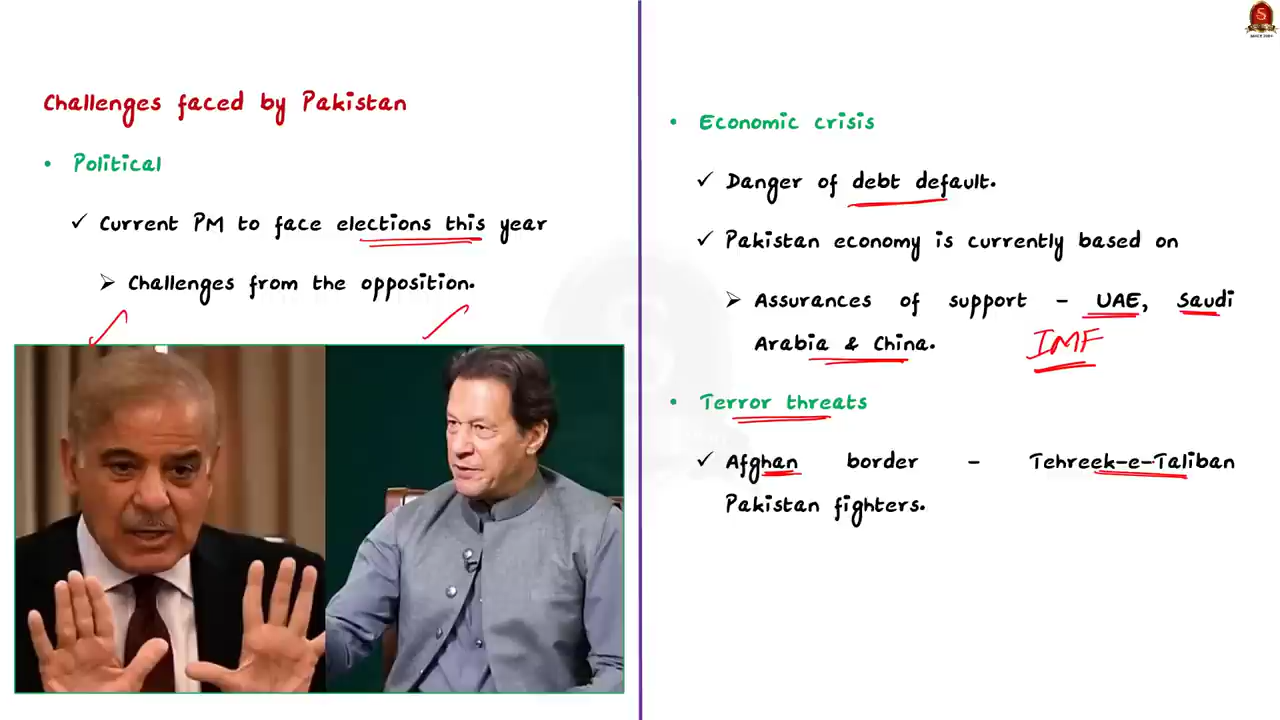 Challenges faced by Pakistan
• Political
✓ Current PM to face elections this year
➢ Challenges from the opposition.
• Economic crisis
✓ Danger of debt default.
✓ Pakistan economy is currently based on
➢ Assurances of support - UAE, Saudi
Arabia & China.
IMF
• Terror threats
✓ Afghan border - Tehreek-e-Taliban
Pakistan fighters.